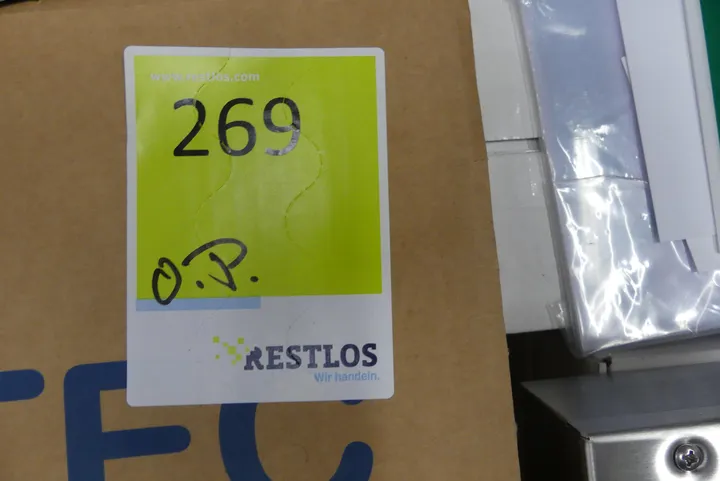 www.restlos.com
269
O.P.
RESTLOS
Wir handeln.